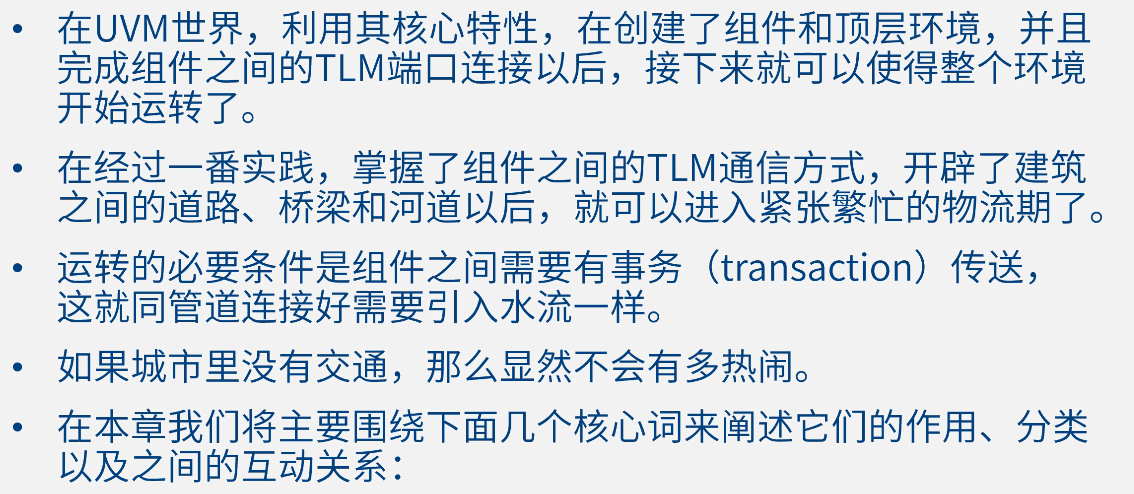 • 在UVM世界，利用其核心特性，在创建了组件和顶层环境，并且
完成组件之间的TLM端口连接以后，接下来就可以使得整个环境
开始运转了。
• 在经过一番实践，掌握了组件之间的TLM通信方式，开辟了建筑
之间的道路、桥梁和河道以后，就可以进入紧张繁忙的物流期了。
• 运转的必要条件是组件之间需要有事务（transaction）传送，
这就同管道连接好需要引入水流一样。
• 如果城市里没有交通，那么显然不会有多热闹。
• 在本章我们将主要围绕下面几个核心词来阐述它们的作用、分类
以及之间的互动关系：